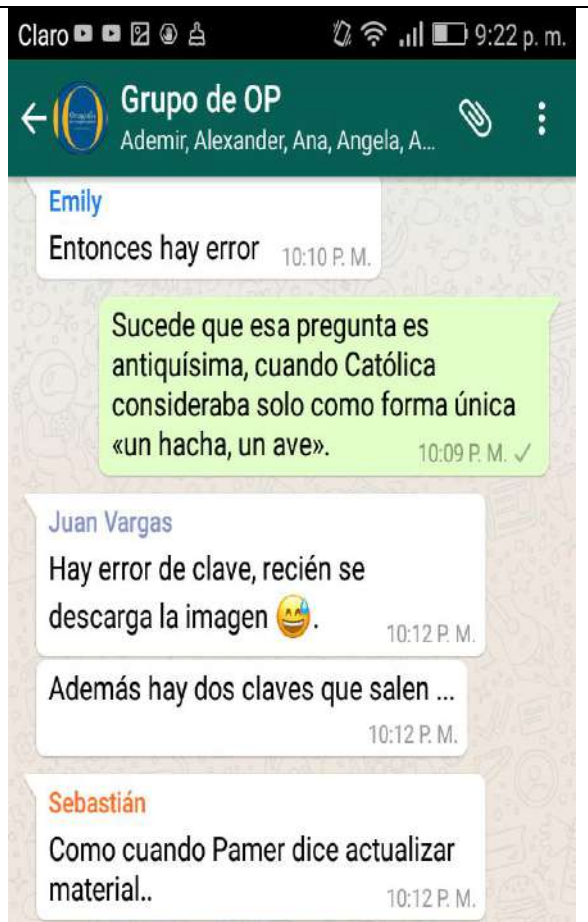 Claro 9:22 p. m.
Grupo de OP
Ademir, Alexander, Ana, Angela, A...
Emily
Entonces hay error 10:10 P. M.
Sucede que esa pregunta es
antiquísima, cuando Católica
consideraba solo como forma única
«un hacha, un ave». 10:09 P. M.
Juan Vargas
Hay error de clave, recién se
descarga la imagen 😅. 10:12 P. M.
Además hay dos claves que salen ...
10:12 P. M.
Sebastián
Como cuando Pamer dice actualizar
material.. 10:12 P. M.